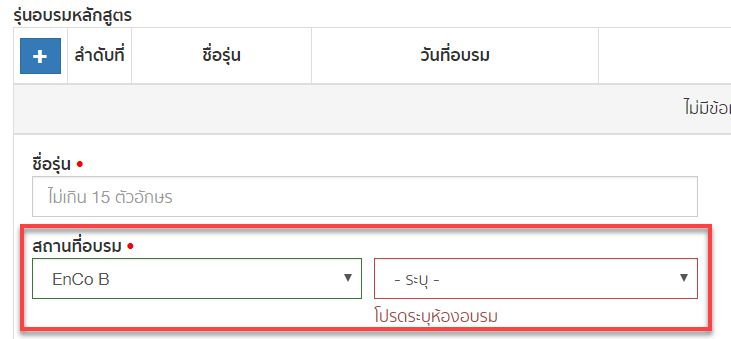 รุ่นอบรมหลักสูตร
+ ลำดับที่ ชื่อรุ่น วันที่อบรม
ไม่มีข้อ
ชื่อรุ่น •
ไม่เกิน 15 ตัวอักษร
สถานที่อบรม •
EnCo B - ระบุ -
โปรดระบุห้องอบรม